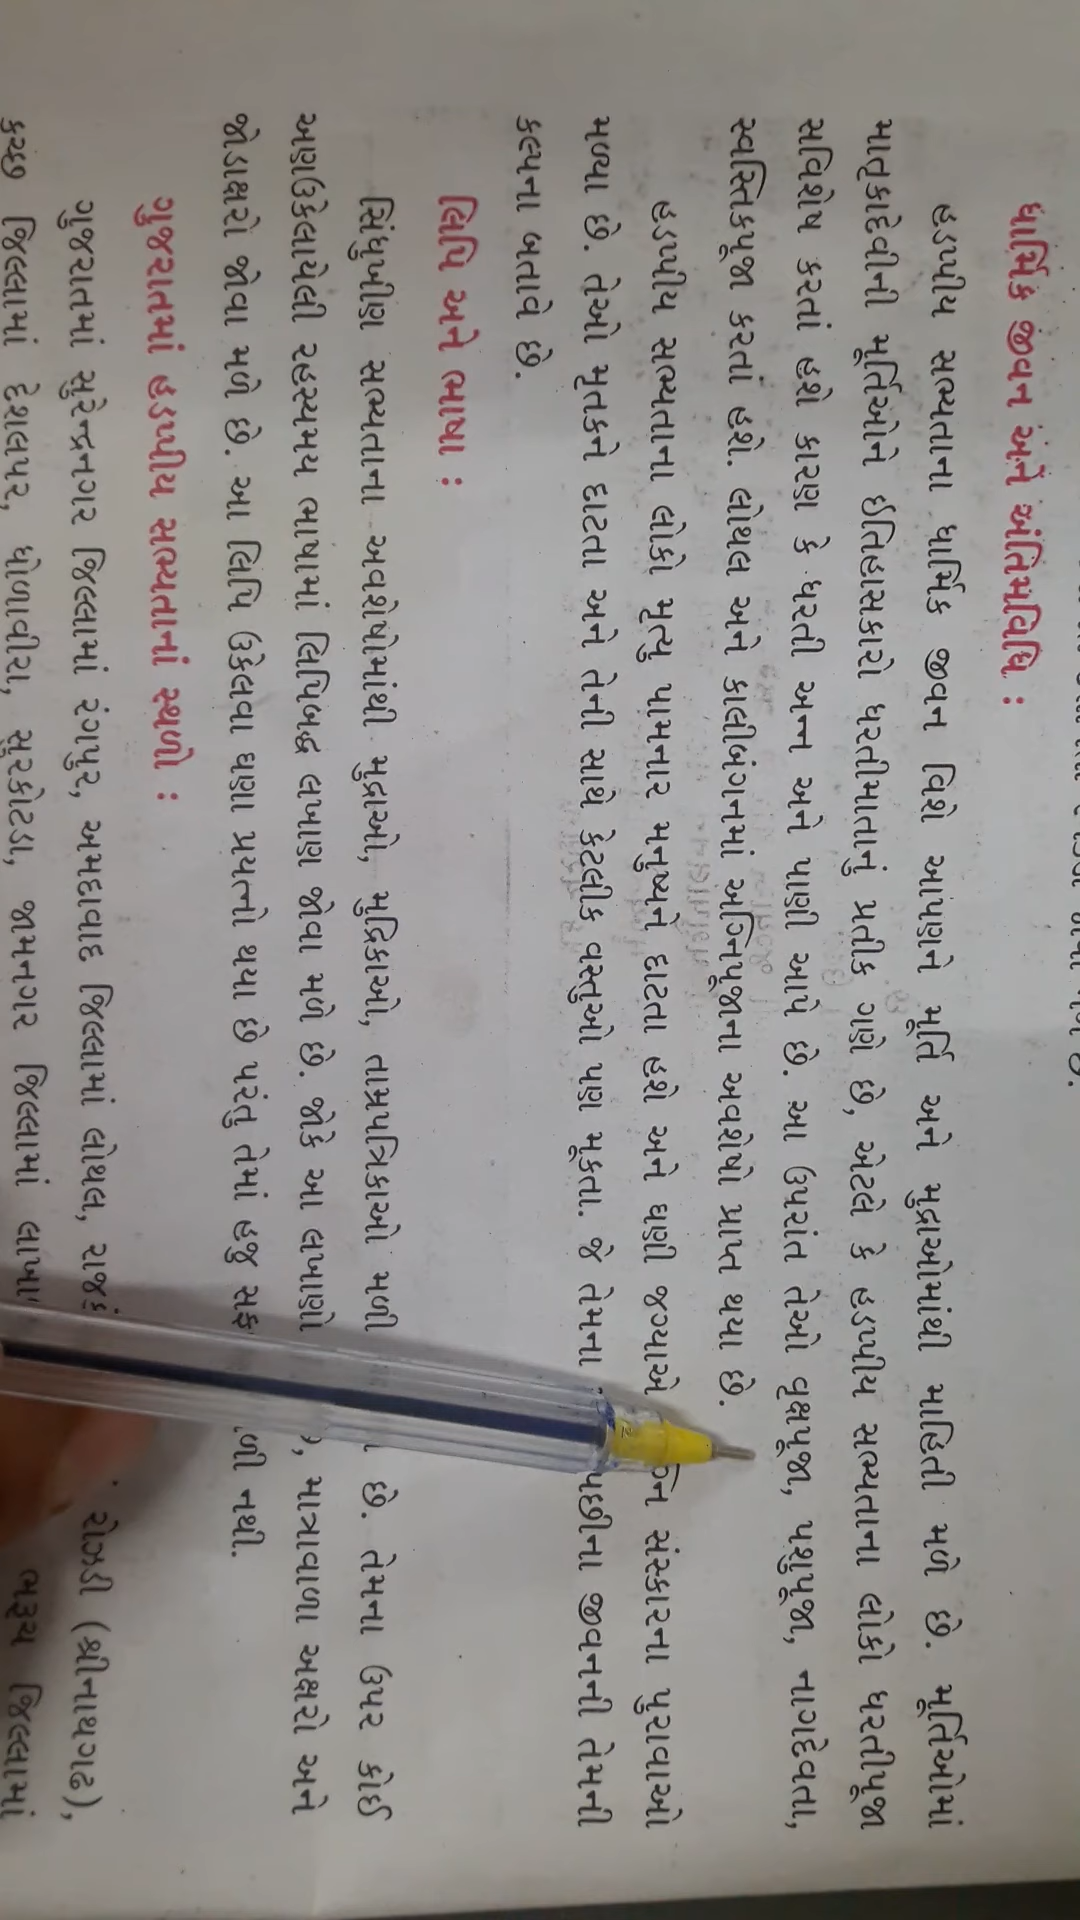 ધાર્મિક જીવન અને અંતિમવિધિ :
હડપ્પીય સભ્યતાના ધાર્મિક જીવન વિશે આપણને મૂર્તિ અને મુદ્રાઓમાંથી માહિતી મળે છે. મૂર્તિઓમાં
માતૃકાદેવીની મૂર્તિઓને ઈતિહાસકારો ધરતીમાતાનું પ્રતીક ગણે છે, એટલે કે હડપ્પીય સભ્યતાના લોકો ધરતીપૂજા
સવિશેષ કરતાં હશે કારણ કે ધરતી અન્ન અને પાણી આપે છે. આ ઉપરાંત તેઓ વૃક્ષપૂજા, પશુપૂજા, નાગદેવતા,
સ્વસ્તિકપૂજા કરતાં હશે. લોથલ અને કાલીબંગનમાં અગ્નિપૂજાના અવશેષો પ્રાપ્ત થયા છે.
હડપ્પીય સભ્યતાના લોકો મૃત્યુ પામનાર મનુષ્યને દાટતા હશે અને ઘણી જગ્યાએ સંસ્કારના પુરાવાઓ
મળ્યા છે. તેઓ મૃતકને દાટતા અને તેની સાથે કેટલીક વસ્તુઓ પણ મૂકતા. જે તેમના પછીના જીવનની તેમની
કલ્પના બતાવે છે.
લિપિ અને ભાષા :
સિંધુખીણ સભ્યતાના અવશેષોમાંથી મુદ્રાઓ, મુદ્રિકાઓ, તામ્રપત્રિકાઓ મળી છે. તેમના ઉપર કોઈ
અણઉકેલાયેલી રહસ્યમય ભાષામાં લિપિબદ્ધ લખાણ જોવા મળે છે. જોકે આ લખાણો માત્રાવાળા અક્ષરો અને
જોડાક્ષરો જોવા મળે છે. આ લિપિ ઉકેલવા ઘણા પ્રયત્નો થયા છે પરંતુ તેમાં હજુ નથી.
ગુજરાતમાં હડપ્પીય સભ્યતાનાં સ્થળો :
ગુજરાતમાં સુરેન્દ્રનગર જિલ્લામાં રંગપુર, અમદાવાદ જિલ્લામાં લોથલ, રોઝડી (શ્રીનાથગઢ),
કચ્છ જિલ્લામાં દેશલપર, ધોળાવીરા, સૂરકોટડા, જામનગર જિલ્લામાં ભરૂચ જિલ્લામાં